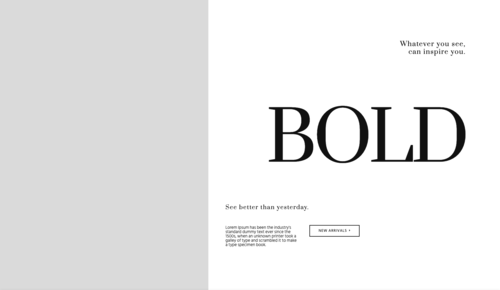 Whatever you see,
can inspire you.
BOLD
See better than yesterday.
Lorem Ipsum has been the industry's
standard dummy text ever since the
1500s, when an unknown printer took a
galley of type and scrambled it to make
a type specimen book.
NEW ARRIVALS